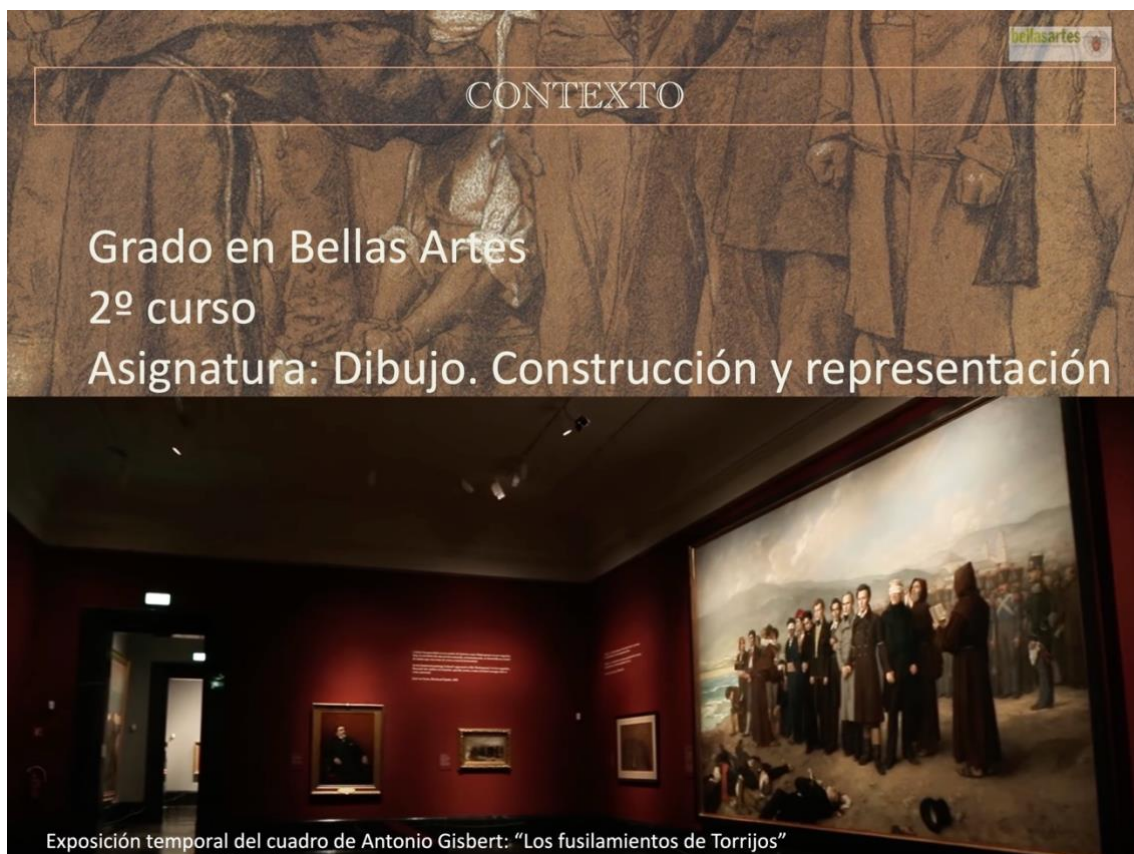 bellasartes
CONTEXTO
Grado en Bellas Artes
2º curso
Asignatura: Dibujo. Construcción y representación
Exposición temporal del cuadro de Antonio Gisbert: “Los fusilamientos de Torrijos”